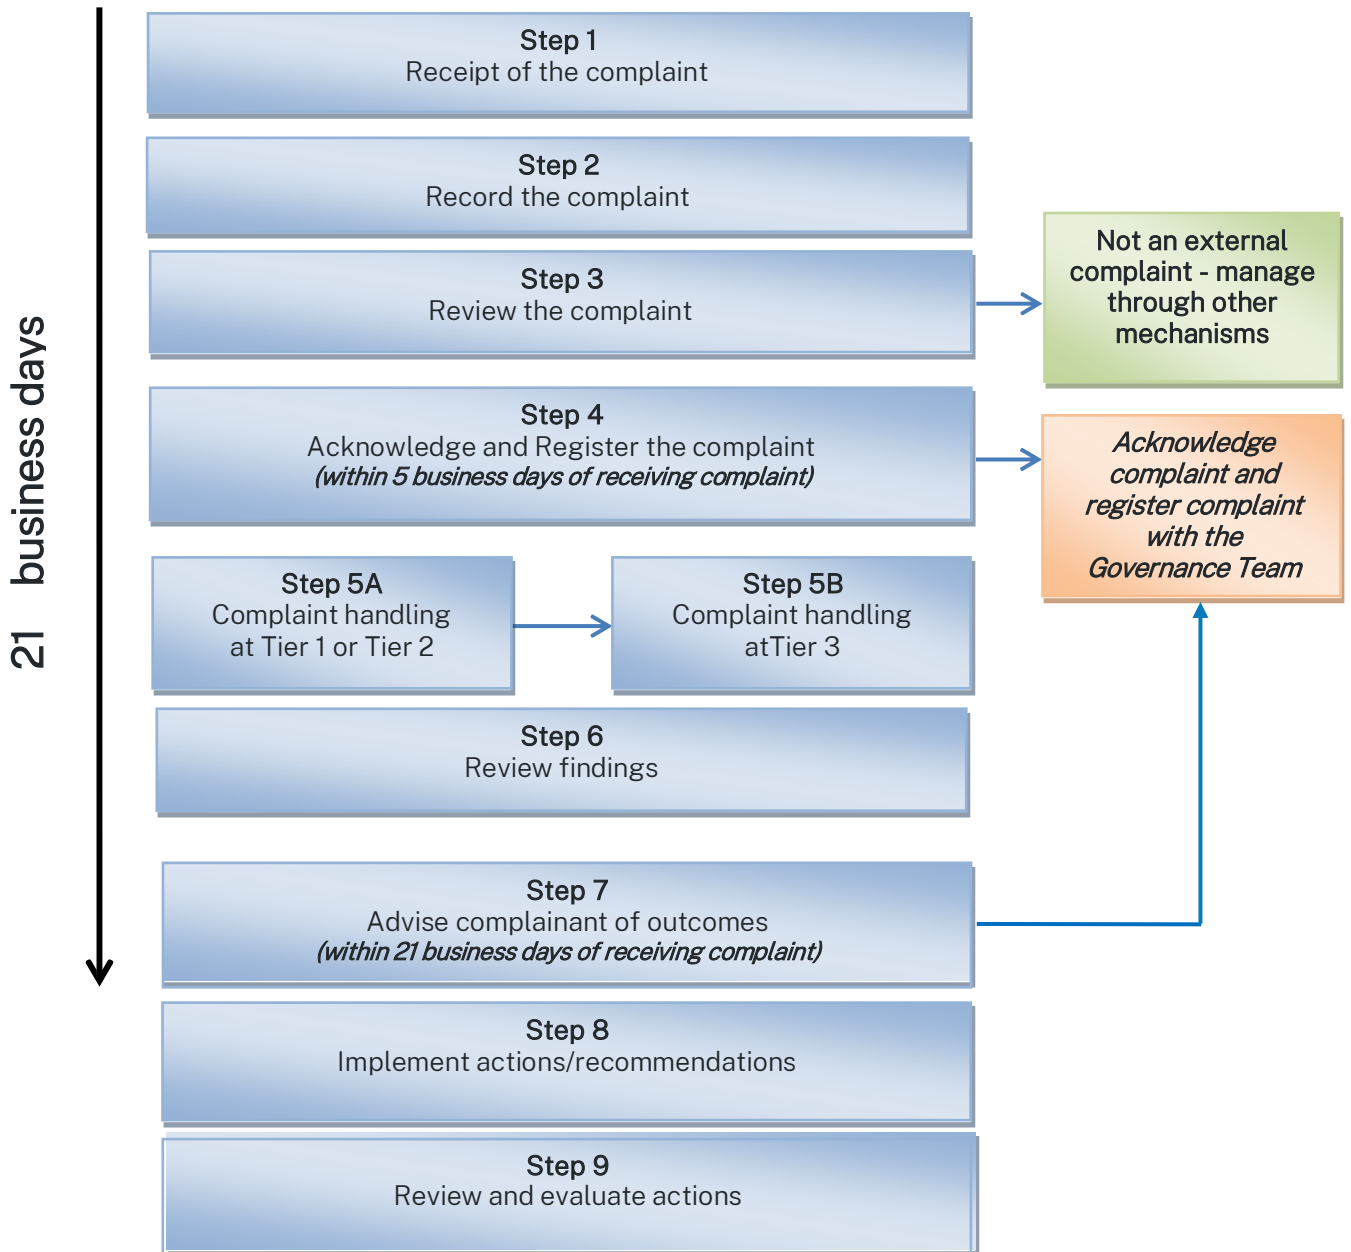 21 business days
Step 1
Receipt of the complaint
Step 2
Record the complaint
Step 3
Review the complaint
Not an external
complaint - manage
through other
mechanisms
Step 4
Acknowledge and Register the complaint
(within 5 business days of receiving complaint)
Acknowledge
complaint and
register complaint
with the
Governance Team
Step 5A
Complaint handling
at Tier 1 or Tier 2
Step 5B
Complaint handling
atTier 3
Step 6
Review findings
Step 7
Advise complainant of outcomes
(within 21 business days of receiving complaint)
Step 8
Implement actions/recommendations
Step 9
Review and evaluate actions